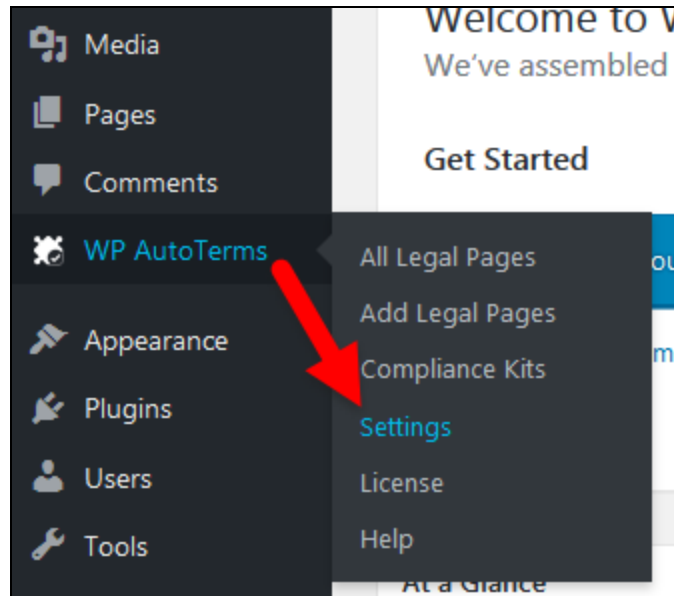 Media
Pages
Comments
WP AutoTerms
Appearance
Plugins
Users
Tools
All Legal Pages
Add Legal Pages
Compliance Kits
Settings
License
Help
Welcome to
We've assembled
Get Started
At a Glance